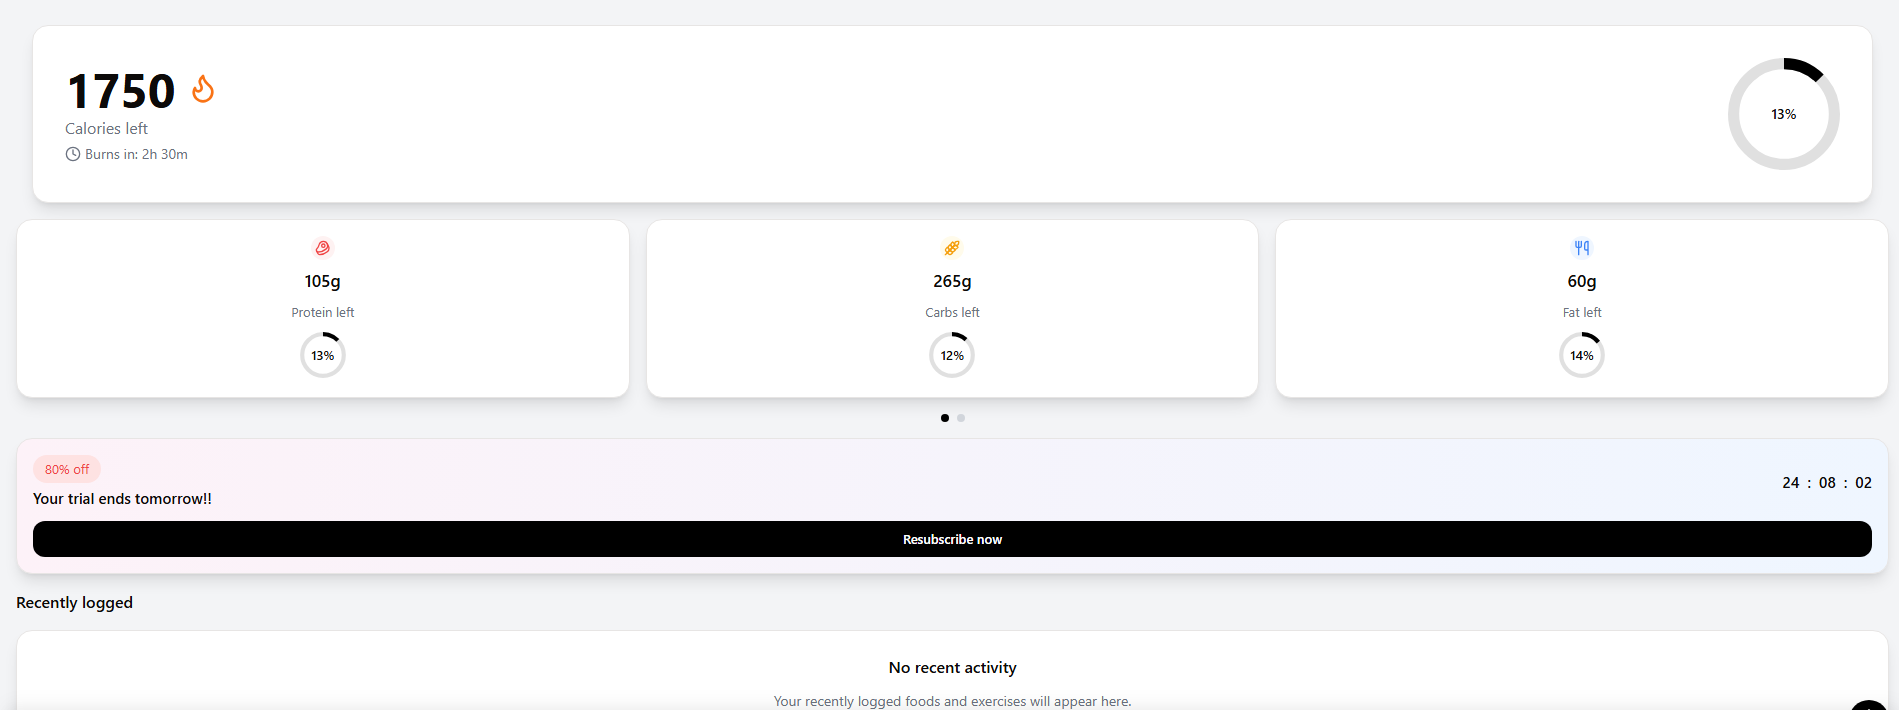 1750
Calories left
Burns in: 2h 30m
13%
105g
Protein left
13%
265g
Carbs left
12%
60g
Fat left
14%
80% off
Your trial ends tomorrow!!
24 : 08 : 02
Resubscribe now
Recently logged
No recent activity
Your recently logged foods and exercises will appear here.